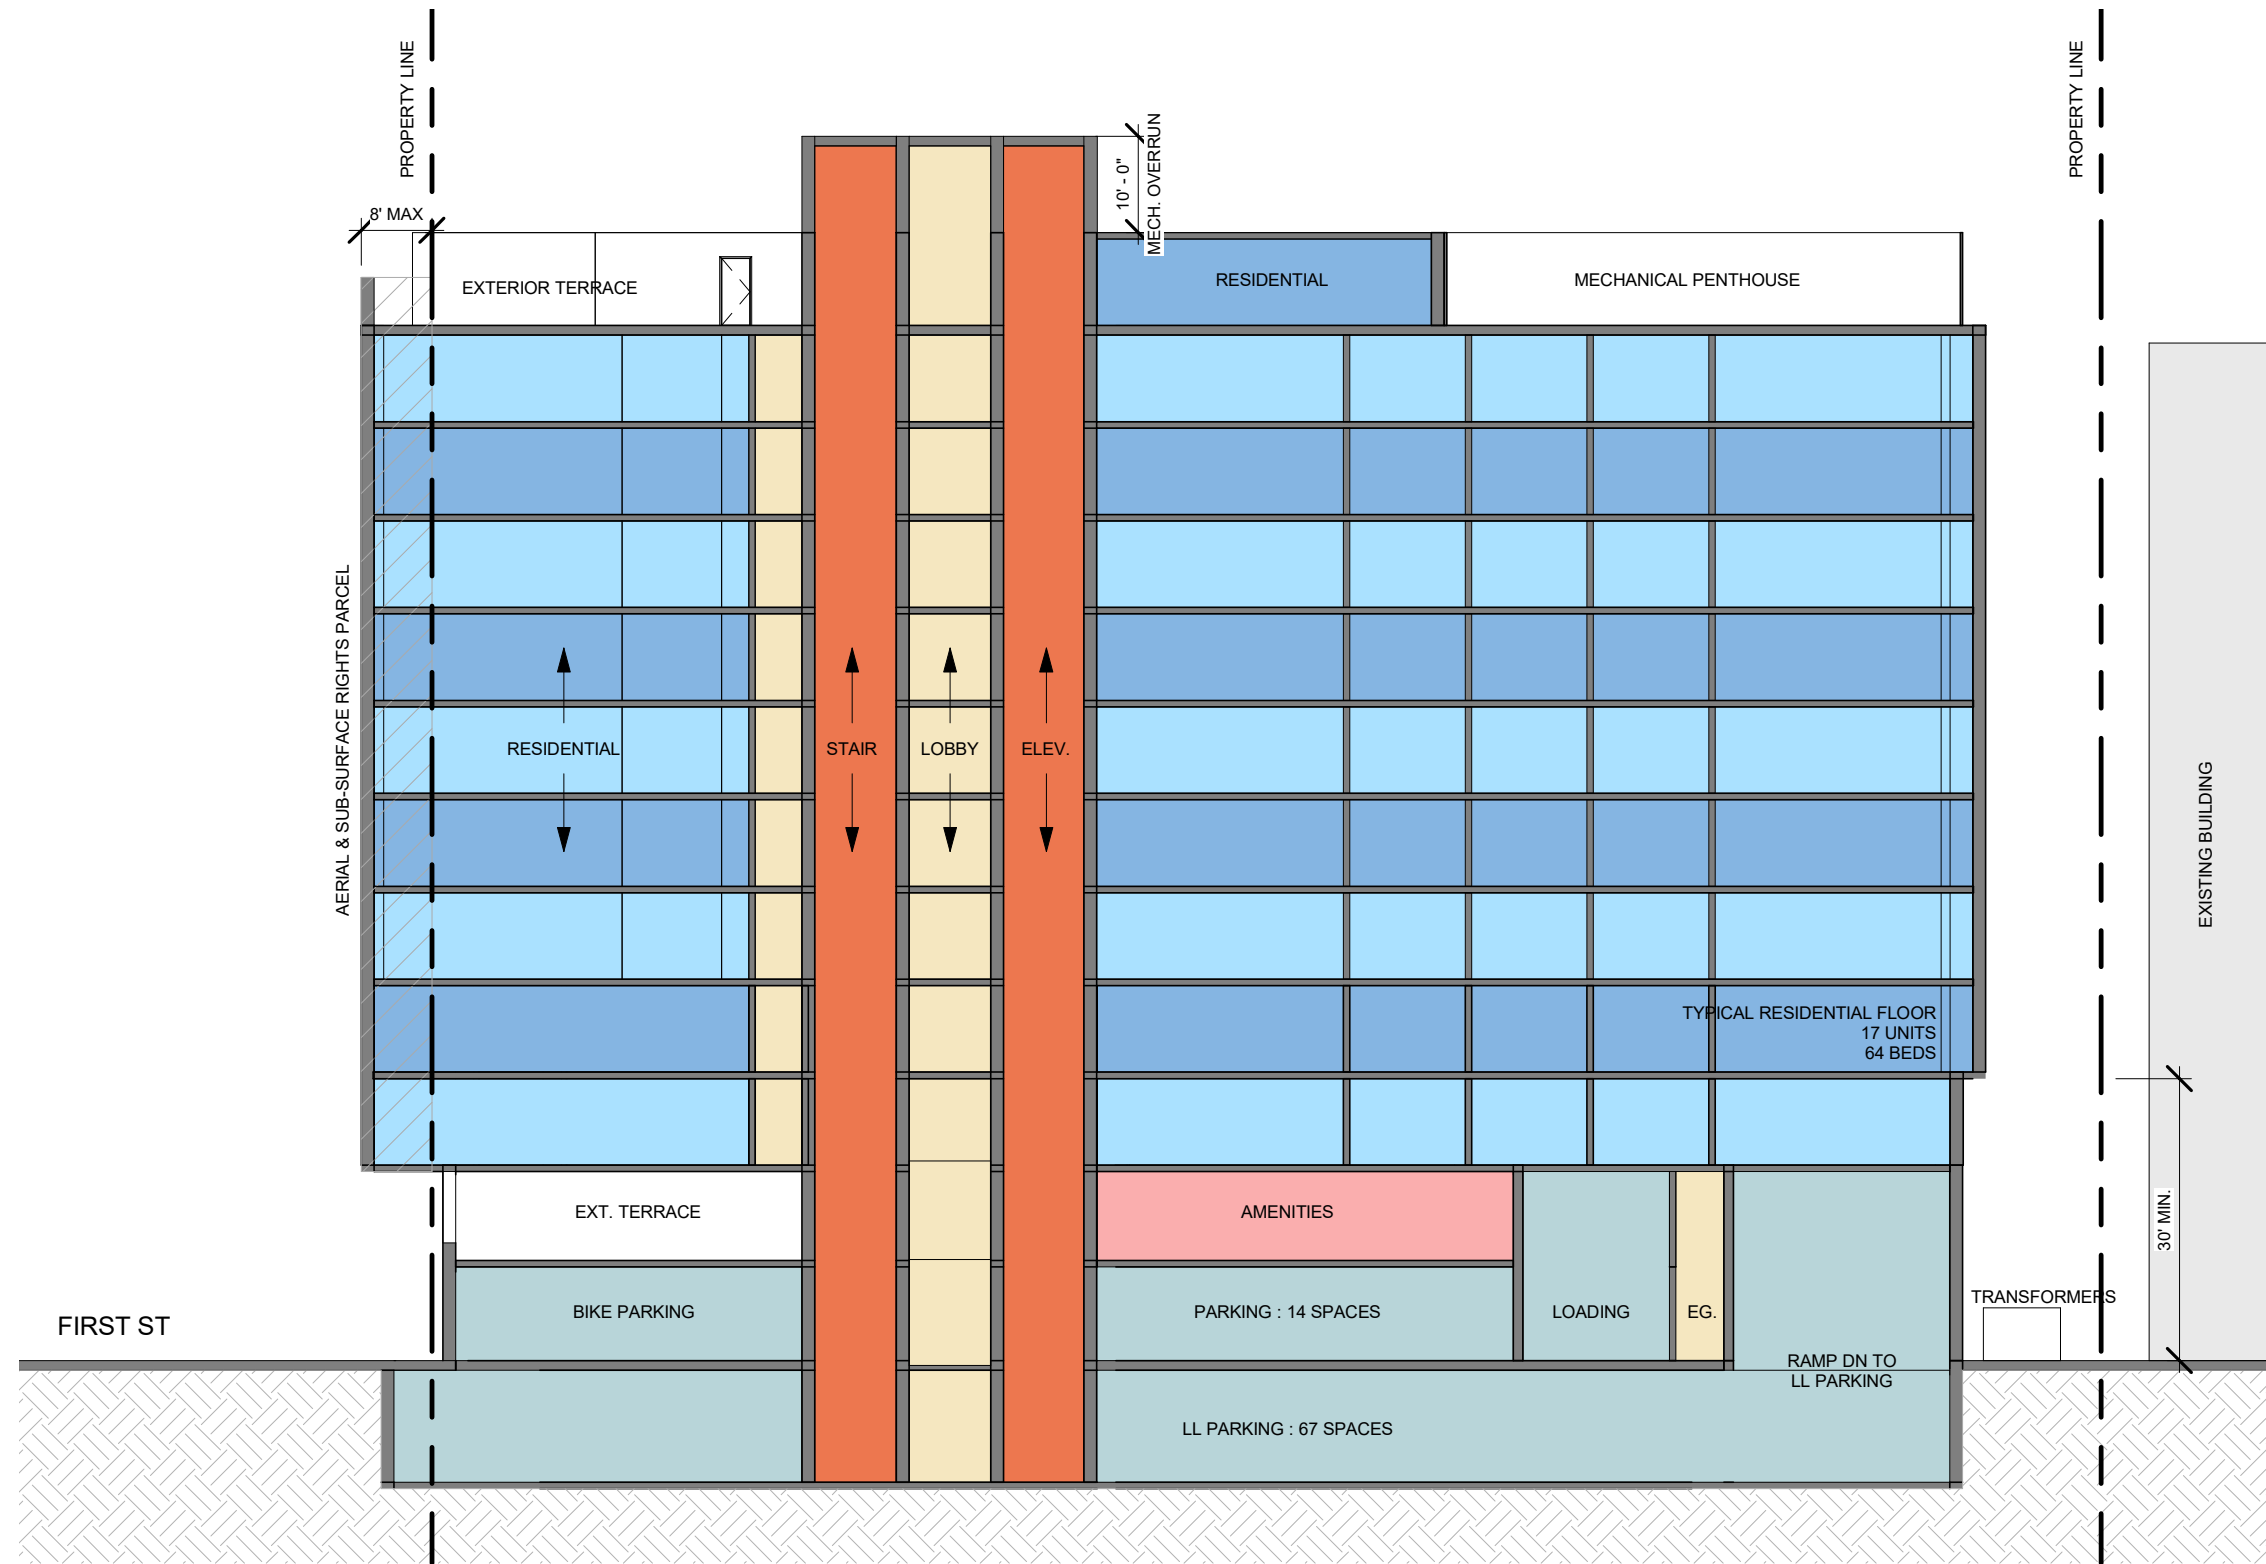 PROPERTY LINE
PROPERTY LINE
8' MAX
10' - 0"
MECH. OVERRUN
EXTERIOR TERRACE
RESIDENTIAL
MECHANICAL PENTHOUSE
AERIAL & SUB-SURFACE RIGHTS PARCEL
RESIDENTIAL
STAIR
LOBBY
ELEV.
EXISTING BUILDING
TYPICAL RESIDENTIAL FLOOR
17 UNITS
64 BEDS
EXT. TERRACE
AMENITIES
30' MIN.
FIRST ST
BIKE PARKING
PARKING : 14 SPACES
LOADING
EG.
TRANSFORMERS
RAMP DN TO
LL PARKING
LL PARKING : 67 SPACES